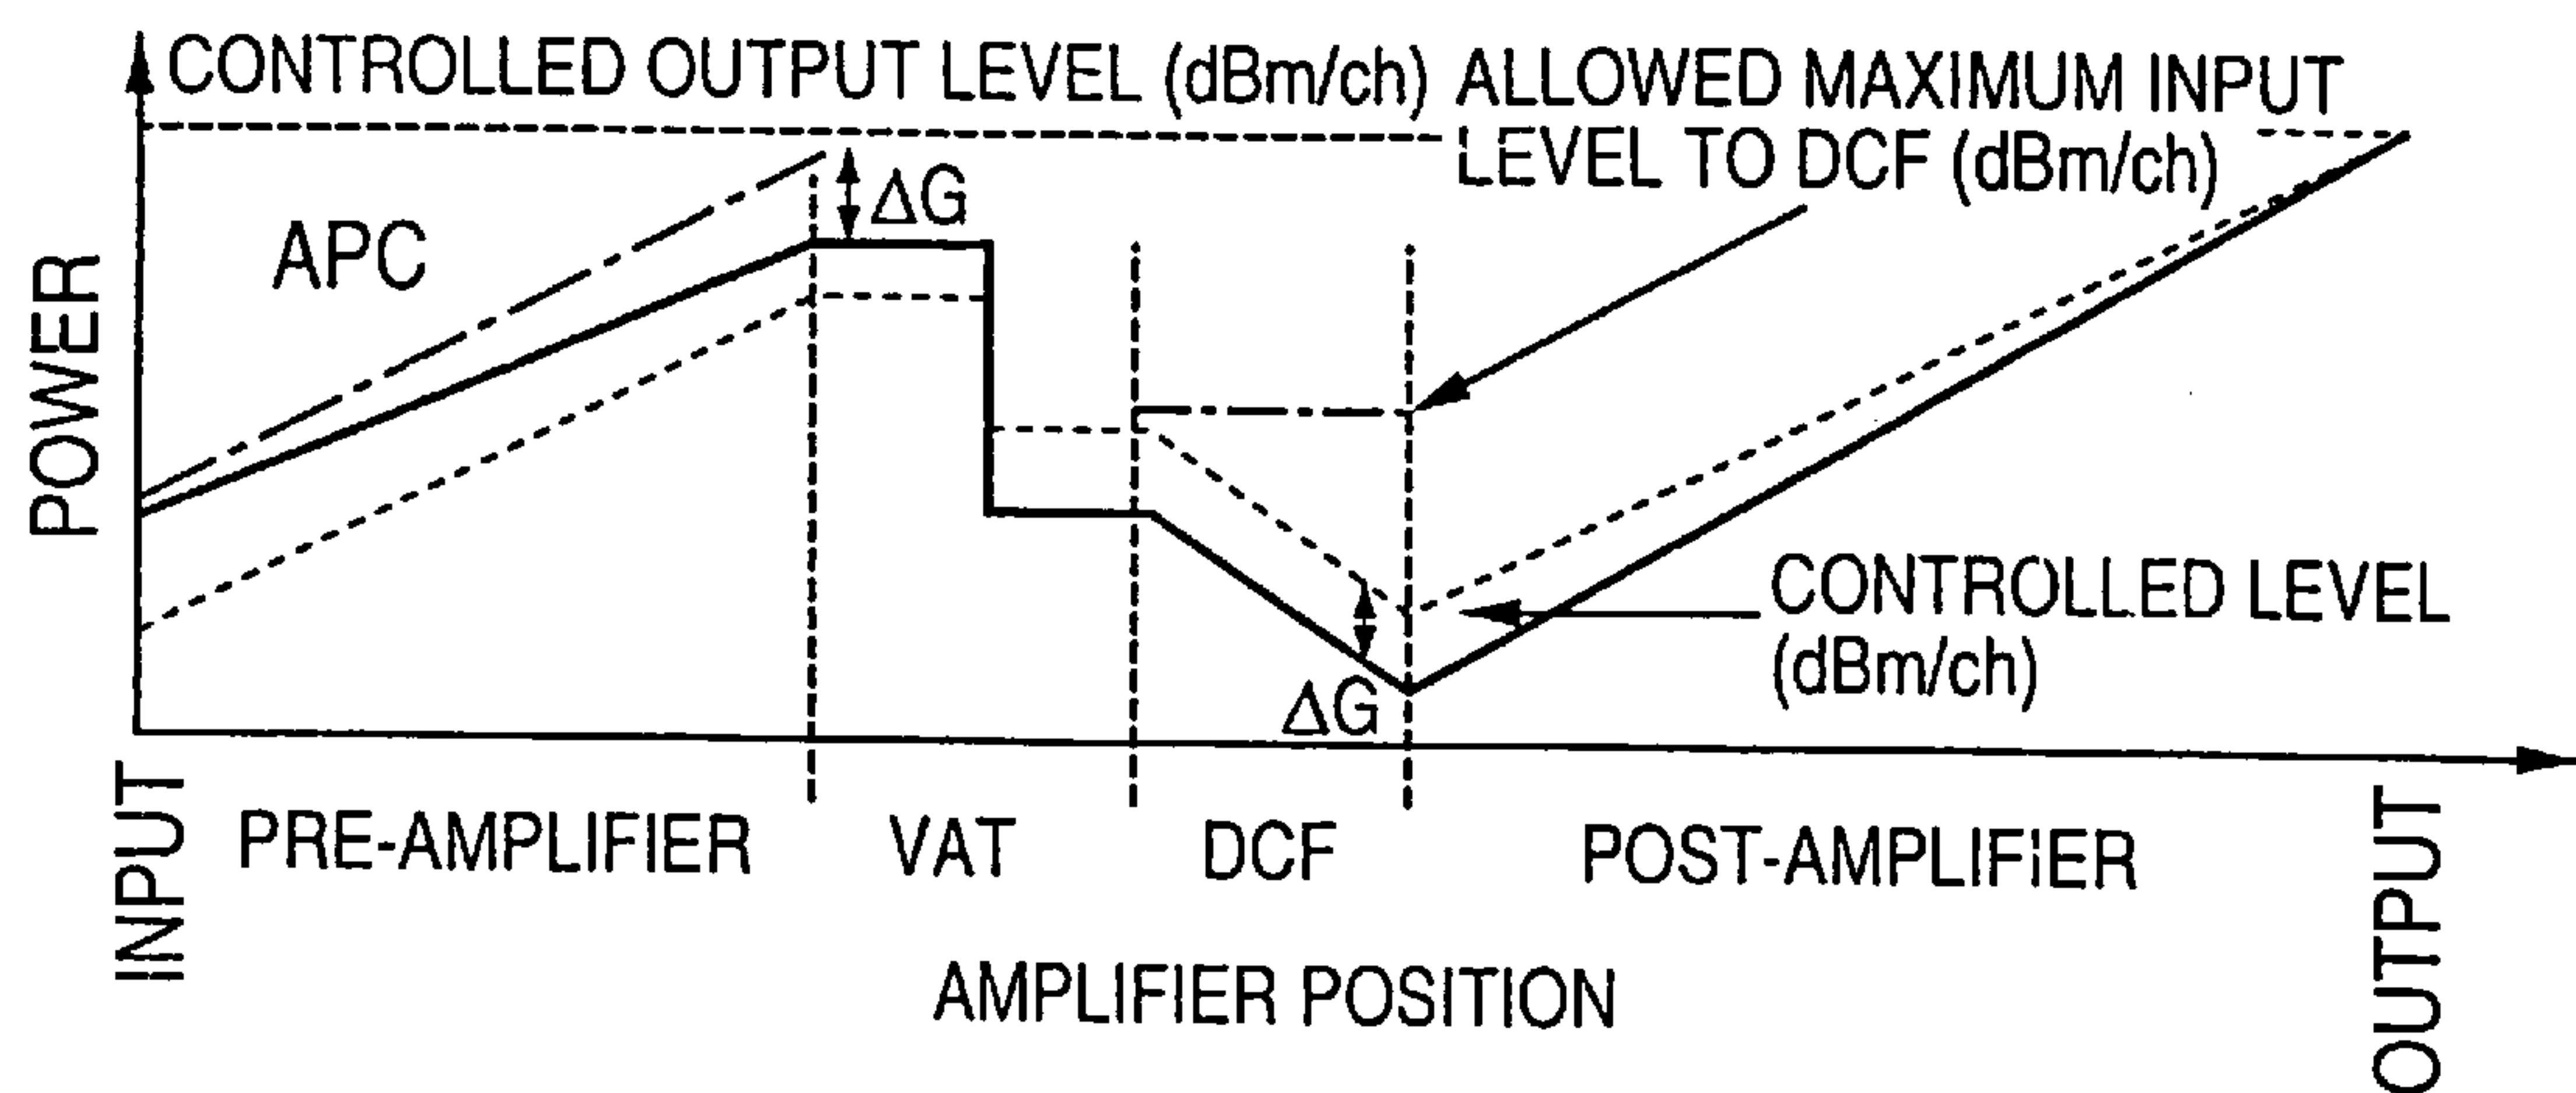 CONTROLLED OUTPUT LEVEL (dBm/ch)
ALLOWED MAXIMUM INPUT
LEVEL TO DCF (dBm/ch)
ΔG
APC
POWER
CONTROLLED LEVEL
(dBm/ch)
ΔG
INPUT
PRE-AMPLIFIER
VAT
DCF
POST-AMPLIFIER
OUTPUT
AMPLIFIER POSITION